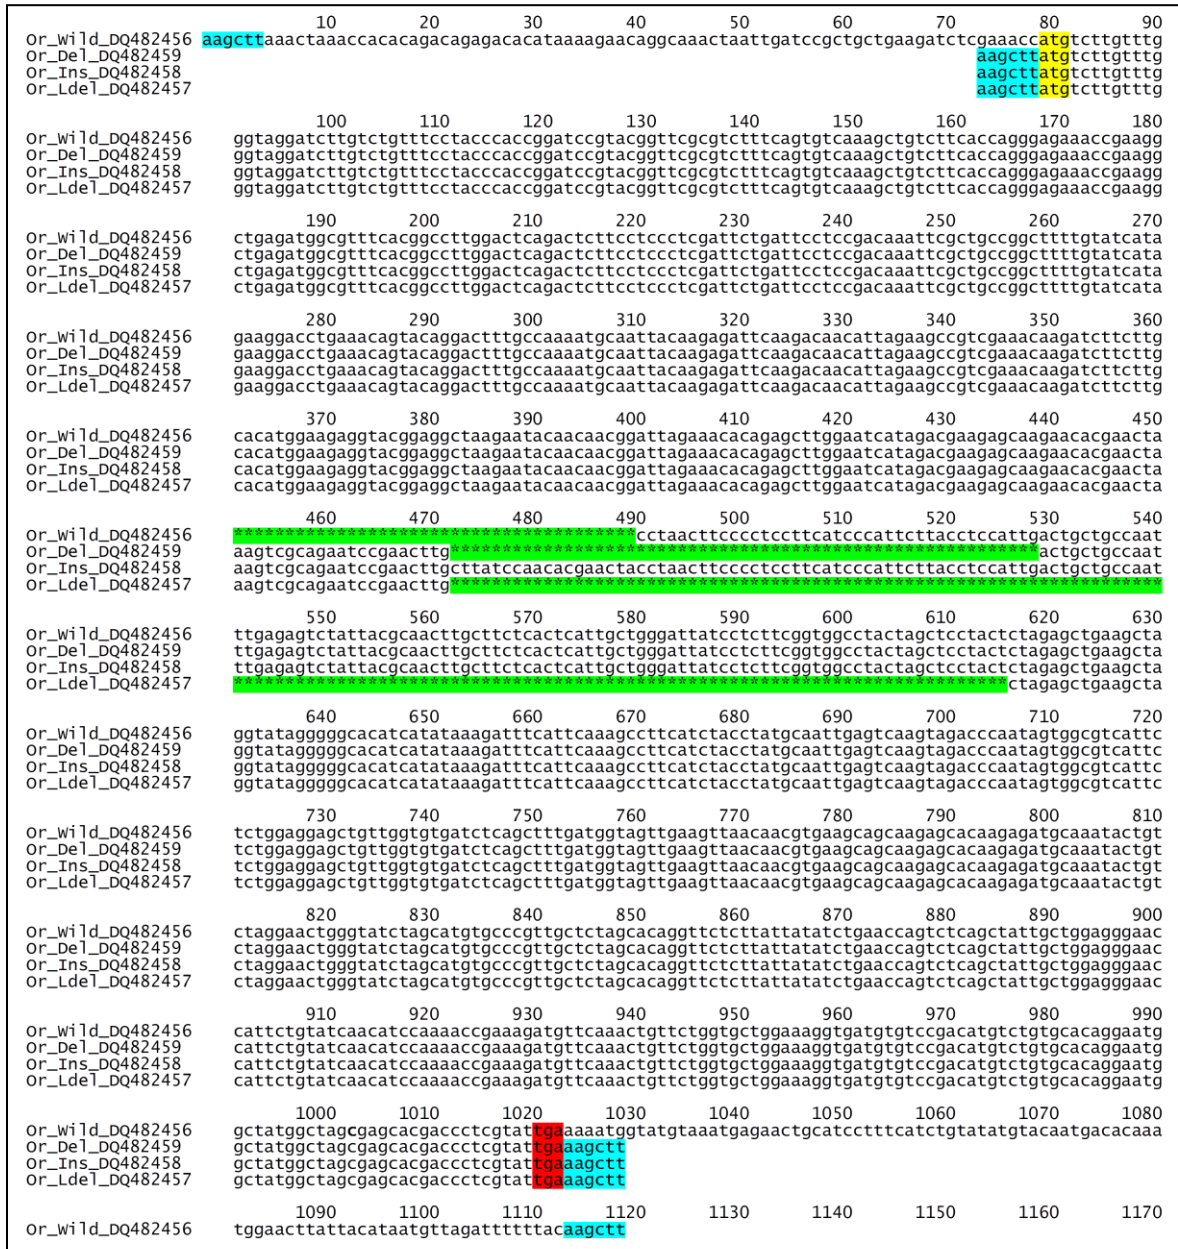 10 20 30 40 50 60 70 80 90
Or_Wild_DQ482456 aagcttaaactaaaccacacagacagagacacataaaagaacaggcaaactaattgatccgctgctgaagatctcgaaaccatgtcttgtttg
Or_Del_DQ482459 aagcttatgtcttgtttg
Or_Ins_DQ482458 aagcttatgtcttgtttg
Or_Ldel_DQ482457 aagcttatgtcttgtttg
100 110 120 130 140 150 160 170 180
Or_Wild_DQ482456 ggtaggatcttgtctgtttcctacccaccggatccgtacggttcgcgtctttcagtgtcaaagctgtcttcaccagggagaaaccgaagg
Or_Del_DQ482459 ggtaggatcttgtctgtttcctacccaccggatccgtacggttcgcgtctttcagtgtcaaagctgtcttcaccagggagaaaccgaagg
Or_Ins_DQ482458 ggtaggatcttgtctgtttcctacccaccggatccgtacggttcgcgtctttcagtgtcaaagctgtcttcaccagggagaaaccgaagg
Or_Ldel_DQ482457 ggtaggatcttgtctgtttcctacccaccggatccgtacggttcgcgtctttcagtgtcaaagctgtcttcaccagggagaaaccgaagg
190 200 210 220 230 240 250 260 270
Or_Wild_DQ482456 ctgagatggcgtttcacggccttggactcagactcttcctccctcgattctgattcctccgacaaattcgctgccggcttttgtatcata
Or_Del_DQ482459 ctgagatggcgtttcacggccttggactcagactcttcctccctcgattctgattcctccgacaaattcgctgccggcttttgtatcata
Or_Ins_DQ482458 ctgagatggcgtttcacggccttggactcagactcttcctccctcgattctgattcctccgacaaattcgctgccggcttttgtatcata
Or_Ldel_DQ482457 ctgagatggcgtttcacggccttggactcagactcttcctccctcgattctgattcctccgacaaattcgctgccggcttttgtatcata
280 290 300 310 320 330 340 350 360
Or_Wild_DQ482456 gaaggacctgaaacagtacaggactttgccaaaatgcaattacaagagattcaagacaacattagaagccgtcgaaacaagatcttcttg
Or_Del_DQ482459 gaaggacctgaaacagtacaggactttgccaaaatgcaattacaagagattcaagacaacattagaagccgtcgaaacaagatcttcttg
Or_Ins_DQ482458 gaaggacctgaaacagtacaggactttgccaaaatgcaattacaagagattcaagacaacattagaagccgtcgaaacaagatcttcttg
Or_Ldel_DQ482457 gaaggacctgaaacagtacaggactttgccaaaatgcaattacaagagattcaagacaacattagaagccgtcgaaacaagatcttcttg
370 380 390 400 410 420 430 440 450
Or_Wild_DQ482456 cacatggaagaggtacggaggctaagaatacaacaacggattagaaacacagagcttggaatcatagacgaagagcaagaacacgaacta
Or_Del_DQ482459 cacatggaagaggtacggaggctaagaatacaacaacggattagaaacacagagcttggaatcatagacgaagagcaagaacacgaacta
Or_Ins_DQ482458 cacatggaagaggtacggaggctaagaatacaacaacggattagaaacacagagcttggaatcatagacgaagagcaagaacacgaacta
Or_Ldel_DQ482457 cacatggaagaggtacggaggctaagaatacaacaacggattagaaacacagagcttggaatcatagacgaagagcaagaacacgaacta
460 470 480 490 500 510 520 530 540
Or_Wild_DQ482456 ***************************************cctaacttcccctccttcatcccattcttacctccattgactgctgccaat
Or_Del_DQ482459 aagtcgcagaatccgaacttg*********************************************************actgctgccaat
Or_Ins_DQ482458 aagtcgcagaatccgaacttgcttatccaacacgaactacctaacttcccctccttcatcccattcttacctccattgactgctgccaat
Or_Ldel_DQ482457 aagtcgcagaatccgaacttg*********************************************************************
550 560 570 580 590 600 610 620 630
Or_Wild_DQ482456 ttgagagtctattacgcaacttgcttctcactcattgctgggattatcctcttcggtggcctactagctcctactctagagctgaagcta
Or_Del_DQ482459 ttgagagtctattacgcaacttgcttctcactcattgctgggattatcctcttcggtggcctactagctcctactctagagctgaagcta
Or_Ins_DQ482458 ttgagagtctattacgcaacttgcttctcactcattgctgggattatcctcttcggtggcctactagctcctactctagagctgaagcta
Or_Ldel_DQ482457 ***************************************************************************ctagagctgaagcta
640 650 660 670 680 690 700 710 720
Or_Wild_DQ482456 ggtatagggggcacatcatataaagatttcattcaaagccttcatctacctatgcaattgagtcaagtagacccaatagtggcgtcattc
Or_Del_DQ482459 ggtatagggggcacatcatataaagatttcattcaaagccttcatctacctatgcaattgagtcaagtagacccaatagtggcgtcattc
Or_Ins_DQ482458 ggtatagggggcacatcatataaagatttcattcaaagccttcatctacctatgcaattgagtcaagtagacccaatagtggcgtcattc
Or_Ldel_DQ482457 ggtatagggggcacatcatataaagatttcattcaaagccttcatctacctatgcaattgagtcaagtagacccaatagtggcgtcattc
730 740 750 760 770 780 790 800 810
Or_Wild_DQ482456 tctggaggagctgttggtgtgatctcagctttgatggtagttgaagttaacaacgtgaagcagcaagagcacaagagatgcaaatactgt
Or_Del_DQ482459 tctggaggagctgttggtgtgatctcagctttgatggtagttgaagttaacaacgtgaagcagcaagagcacaagagatgcaaatactgt
Or_Ins_DQ482458 tctggaggagctgttggtgtgatctcagctttgatggtagttgaagttaacaacgtgaagcagcaagagcacaagagatgcaaatactgt
Or_Ldel_DQ482457 tctggaggagctgttggtgtgatctcagctttgatggtagttgaagttaacaacgtgaagcagcaagagcacaagagatgcaaatactgt
820 830 840 850 860 870 880 890 900
Or_Wild_DQ482456 ctaggaactgggtatctagcatgtgcccgttgctctagcacaggttctcttattatatctgaaccagtctcagctattgctggagggaac
Or_Del_DQ482459 ctaggaactgggtatctagcatgtgcccgttgctctagcacaggttctcttattatatctgaaccagtctcagctattgctggagggaac
Or_Ins_DQ482458 ctaggaactgggtatctagcatgtgcccgttgctctagcacaggttctcttattatatctgaaccagtctcagctattgctggagggaac
Or_Ldel_DQ482457 ctaggaactgggtatctagcatgtgcccgttgctctagcacaggttctcttattatatctgaaccagtctcagctattgctggagggaac
910 920 930 940 950 960 970 980 990
Or_Wild_DQ482456 cattctgtatcaacatccaaaaccgaaagatgttcaaactgttctggtgctggaaaggtgatgtgtccgacatgtctgtgcacaggaatg
Or_Del_DQ482459 cattctgtatcaacatccaaaaccgaaagatgttcaaactgttctggtgctggaaaggtgatgtgtccgacatgtctgtgcacaggaatg
Or_Ins_DQ482458 cattctgtatcaacatccaaaaccgaaagatgttcaaactgttctggtgctggaaaggtgatgtgtccgacatgtctgtgcacaggaatg
Or_Ldel_DQ482457 cattctgtatcaacatccaaaaccgaaagatgttcaaactgttctggtgctggaaaggtgatgtgtccgacatgtctgtgcacaggaatg
1000 1010 1020 1030 1040 1050 1060 1070 1080
Or_Wild_DQ482456 gctatggctagcgagcacgaccctcgtattgaaaaatggtatgtaaatgagaactgcatcctttcatctgtaaatgtacaatgacacaaa
Or_Del_DQ482459 gctatggctagcgagcacgaccctcgtattgaaagctt
Or_Ins_DQ482458 gctatggctagcgagcacgaccctcgtattgaaagctt
Or_Ldel_DQ482457 gctatggctagcgagcacgaccctcgtattgaaagctt
1090 1100 1110 1120 1130 1140 1150 1160 1170
Or_Wild_DQ482456 tggaacttattacataatgttagattttttacaagctt